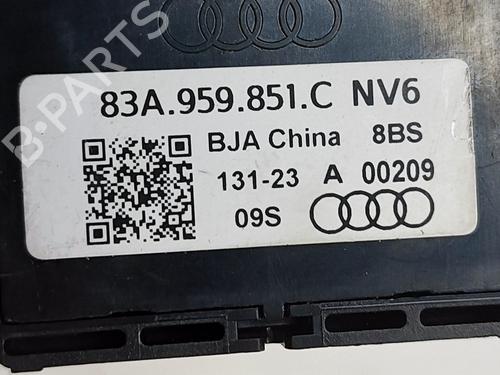 B-PARTS
83A.959.851.C NV6
BJA China 8BS
131-23 A 00209
09S